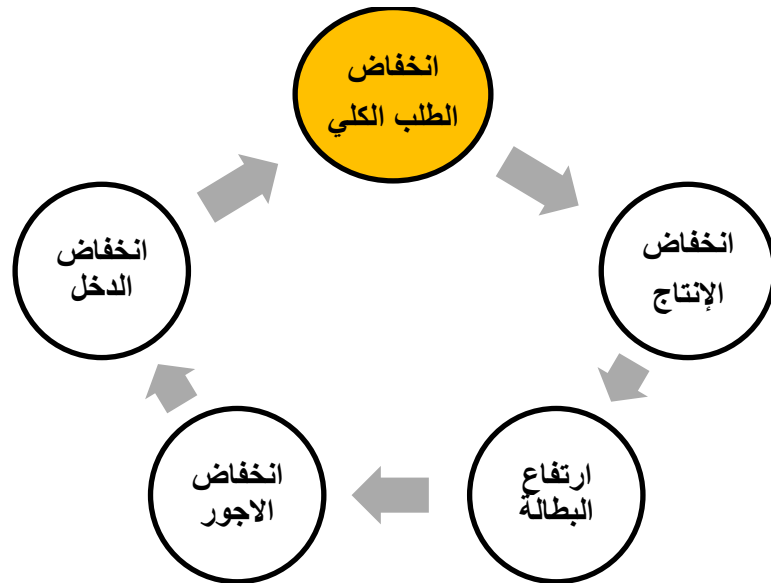 انخفاض
الطلب الكلي
انخفاض
الإنتاج
ارتفاع
البطالة
انخفاض
الاجور
انخفاض
الدخل